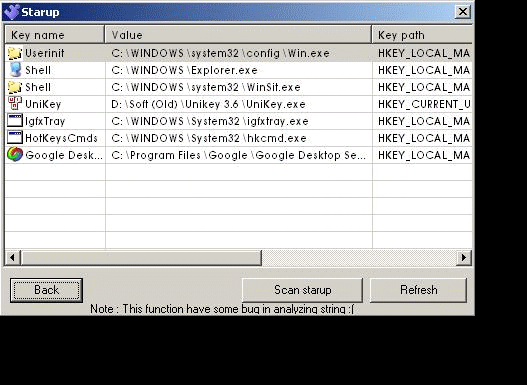 Starup
Key name Value Key path
Userinit C:\WINDOWS\system32\config\Win.exe HKEY_LOCAL_MA
Shell C:\WINDOWS\Explorer.exe HKEY_LOCAL_MA
Shell C:\WINDOWS\system32\WinSit.exe HKEY_LOCAL_MA
UniKey D:\Soft (Old)\Unikey 3.6\UniKey.exe HKEY_CURRENT_U
IgfxTray C:\WINDOWS\System32\igfxtray.exe HKEY_LOCAL_MA
HotKeysCmds C:\WINDOWS\System32\hkcmd.exe HKEY_LOCAL_MA
Google Desk... C:\Program Files\Google\Google Desktop Se... HKEY_LOCAL_MA
Back Scan starup Refresh
Note : This function have some bug in analyzing string :(